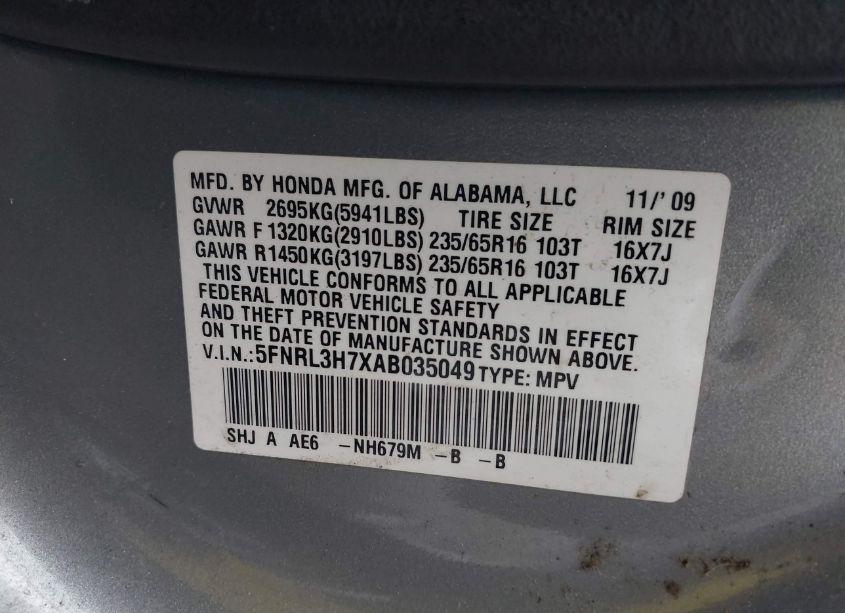 MFD. BY HONDA MFG. OF ALABAMA, LLC 11/' 09
GVWR 2695KG(5941LBS) TIRE SIZE RIM SIZE
GAWR F 1320KG(2910LBS) 235/65R16 103T 16X7J
GAWR R1450KG(3197LBS) 235/65R16 103T 16X7J
THIS VEHICLE CONFORMS TO ALL APPLICABLE
FEDERAL MOTOR VEHICLE SAFETY
AND THEFT PREVENTION STANDARDS IN EFFECT
ON THE DATE OF MANUFACTURE SHOWN ABOVE.
V.I.N.:5FNRL3H7XAB035049 TYPE: MPV
SHJ A AE6 -NH679M -B -B